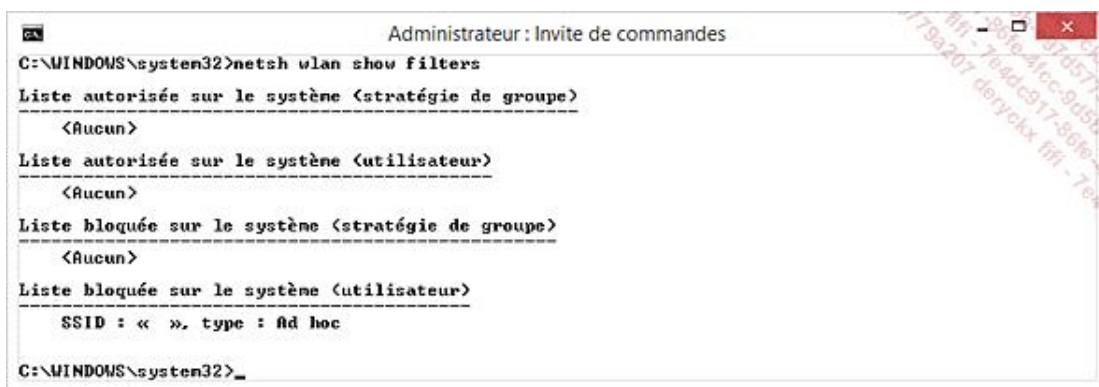 Administrateur : Invite de commandes
C:\WINDOWS\system32>netsh wlan show filters
Liste autorisée sur le système (stratégie de groupe)
----------------------------------------------------
<Aucun>
Liste autorisée sur le système (utilisateur)
--------------------------------------------
<Aucun>
Liste bloquée sur le système (stratégie de groupe)
--------------------------------------------------
<Aucun>
Liste bloquée sur le système (utilisateur)
------------------------------------------
SSID : «  », type : Ad hoc
C:\WINDOWS\system32>_